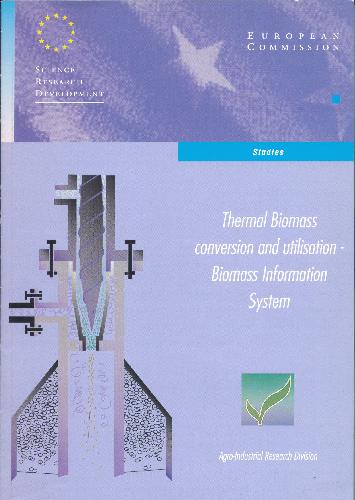 EUROPEAN
COMMISSION
SCIENCE
RESEARCH
DEVELOPMENT
Studies
Thermal Biomass
conversion and utilisation -
Biomass Information
System
Agro-Industrial Research Division